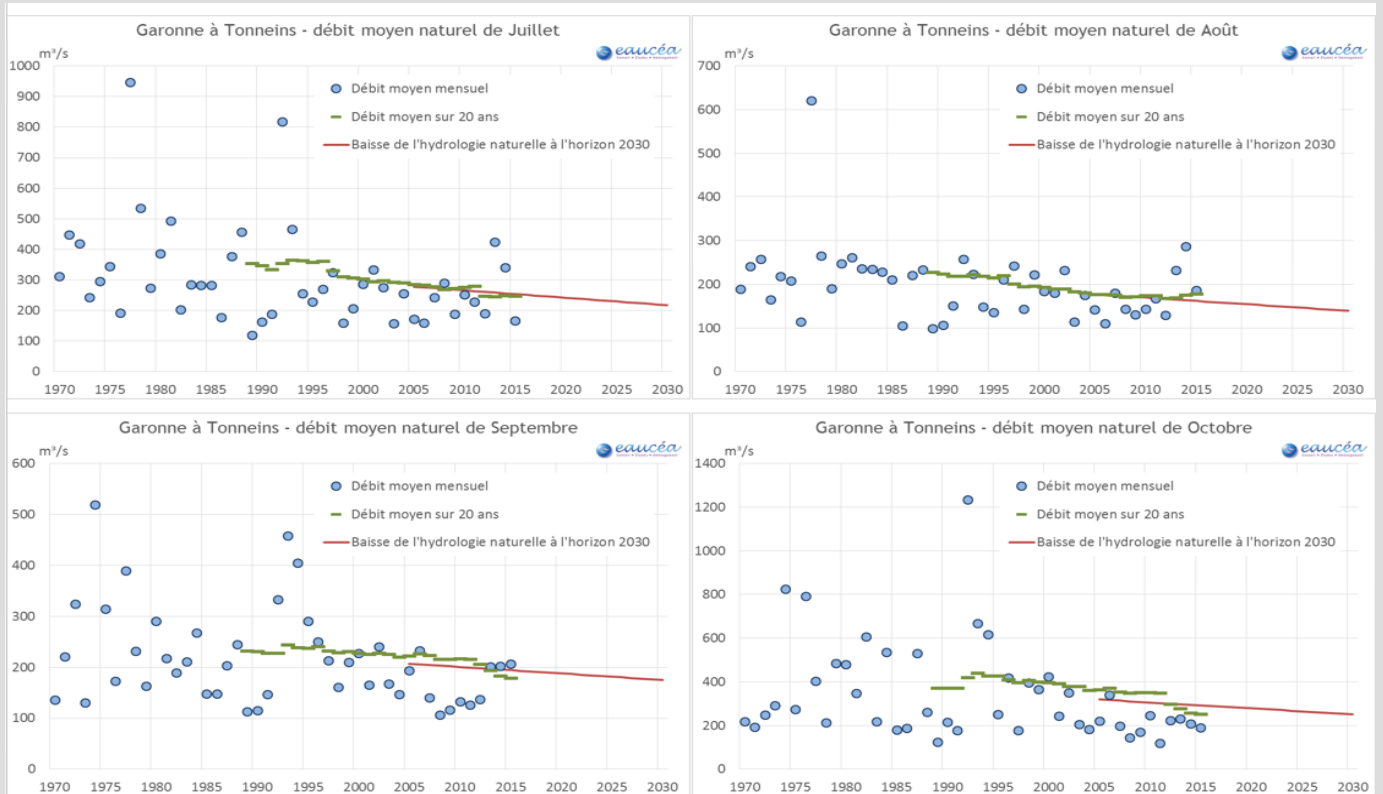 Garonne à Tonneins - débit moyen naturel de Juillet
m³/s
eaucéa
1000
900
800
700
600
500
400
300
200
100
0
Débit moyen mensuel
Débit moyen sur 20 ans
Baisse de l'hydrologie naturelle à l'horizon 2030
1970 1975 1980 1985 1990 1995 2000 2005 2010 2015 2020 2025 2030
Garonne à Tonneins - débit moyen naturel de Août
m³/s
eaucéa
700
600
500
400
300
200
100
0
Débit moyen mensuel
Débit moyen sur 20 ans
Baisse de l'hydrologie naturelle à l'horizon 2030
1970 1975 1980 1985 1990 1995 2000 2005 2010 2015 2020 2025 2030
Garonne à Tonneins - débit moyen naturel de Septembre
m³/s
eaucéa
600
500
400
300
200
100
0
Débit moyen mensuel
Débit moyen sur 20 ans
Baisse de l'hydrologie naturelle à l'horizon 2030
1970 1975 1980 1985 1990 1995 2000 2005 2010 2015 2020 2025 2030
Garonne à Tonneins - débit moyen naturel de Octobre
m³/s
eaucéa
1400
1200
1000
800
600
400
200
0
Débit moyen mensuel
Débit moyen sur 20 ans
Baisse de l'hydrologie naturelle à l'horizon 2030
1970 1975 1980 1985 1990 1995 2000 2005 2010 2015 2020 2025 2030